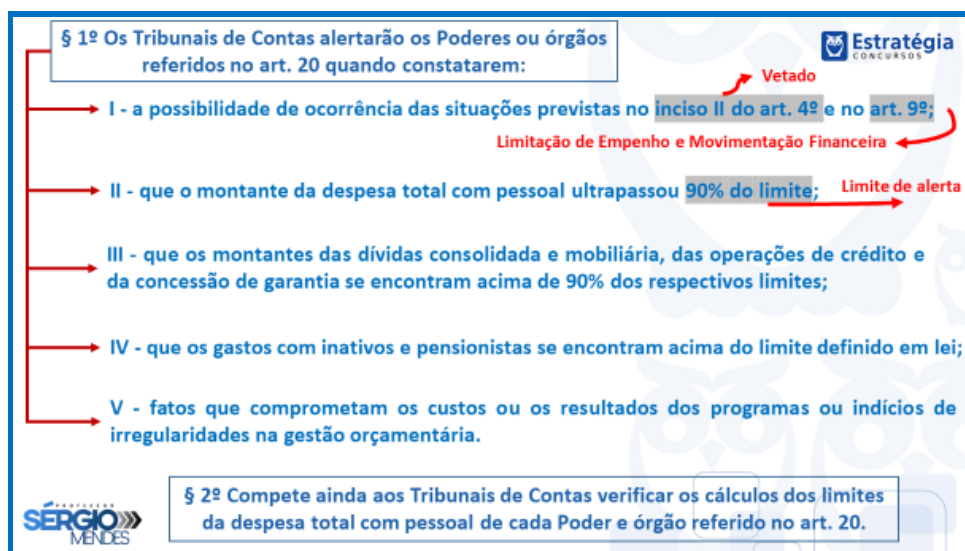 § 1º Os Tribunais de Contas alertarão os Poderes ou órgãos
referidos no art. 20 quando constatarem:
Estratégia
CONCURSOS
Vetado
I - a possibilidade de ocorrência das situações previstas no inciso II do art. 4º e no art. 9º;
Limitação de Empenho e Movimentação Financeira
II - que o montante da despesa total com pessoal ultrapassou 90% do limite;
Limite de alerta
III - que os montantes das dívidas consolidada e mobiliária, das operações de crédito e
da concessão de garantia se encontram acima de 90% dos respectivos limites;
IV - que os gastos com inativos e pensionistas se encontram acima do limite definido em lei;
V - fatos que comprometam os custos ou os resultados dos programas ou indícios de
irregularidades na gestão orçamentária.
§ 2º Compete ainda aos Tribunais de Contas verificar os cálculos dos limites
da despesa total com pessoal de cada Poder e órgão referido no art. 20.
PROFESSOR
SÉRGIO
MENDES